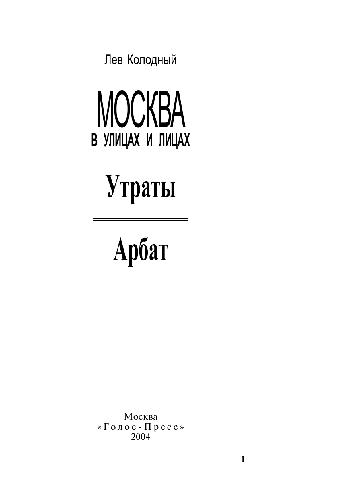 Лев Колодный
МОСКВА
В УЛИЦАХ И ЛИЦАХ
Утраты
Арбат
Москва
«Голос-Пресс»
2004
1